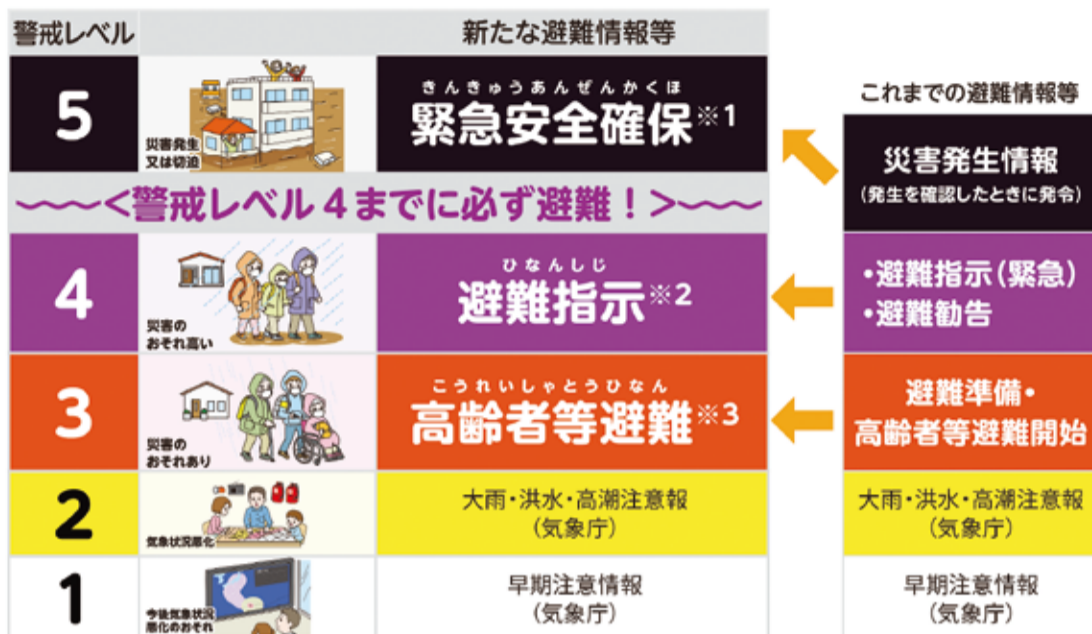 警戒レベル
新たな避難情報等
5
災害発生
又は切迫
きんきゅうあんぜんかくほ
緊急安全確保※1
〜〜〜<警戒レベル4までに必ず避難!>〜〜〜
4
災害の
おそれ高い
ひなんしじ
避難指示※2
3
災害の
おそれあり
こうれいしゃとうひなん
高齢者等避難※3
2
気象状況悪化
大雨・洪水・高潮注意報
(気象庁)
1
今後気象状況
悪化のおそれ
早期注意情報
(気象庁)
これまでの避難情報等
災害発生情報
(発生を確認したときに発令)
・避難指示(緊急)
・避難勧告
避難準備・
高齢者等避難開始
大雨・洪水・高潮注意報
(気象庁)
早期注意情報
(気象庁)